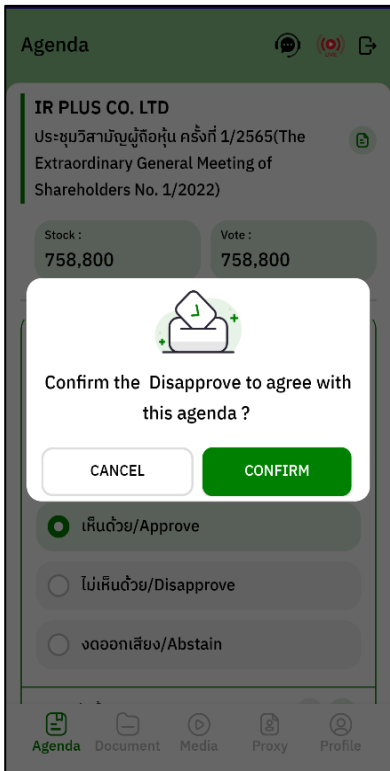 Agenda
LIVE
IR PLUS CO. LTD
ประชุมวิสามัญผู้ถือหุ้น ครั้งที่ 1/2565(The
Extraordinary General Meeting of
Shareholders No. 1/2022)
Stock :
Vote :
758,800
758,800
Confirm the Disapprove to agree with
this agenda ?
CANCEL
CONFIRM
เห็นด้วย/Approve
ไม่เห็นด้วย/Disapprove
งดออกเสียง/Abstain
Agenda
Document
Media
Proxy
Profile